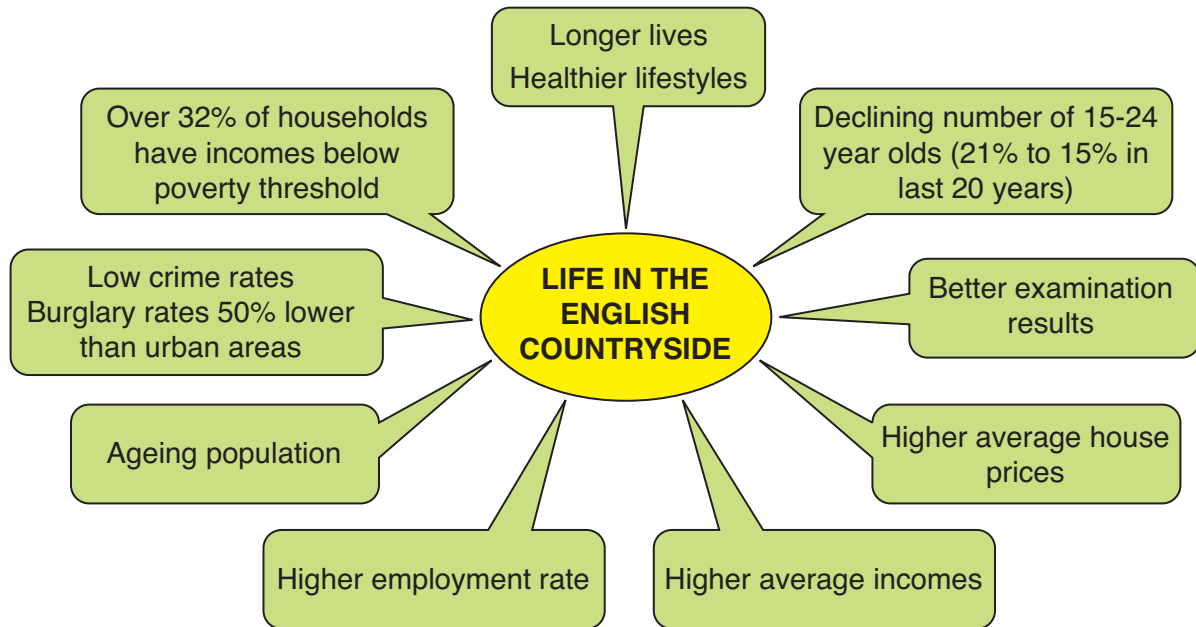 Longer lives
Healthier lifestyles
Over 32% of households
have incomes below
poverty threshold
Declining number of 15-24
year olds (21% to 15% in
last 20 years)
Low crime rates
Burglary rates 50% lower
than urban areas
LIFE IN THE
ENGLISH
COUNTRYSIDE
Better examination
results
Ageing population
Higher average house
prices
Higher employment rate
Higher average incomes